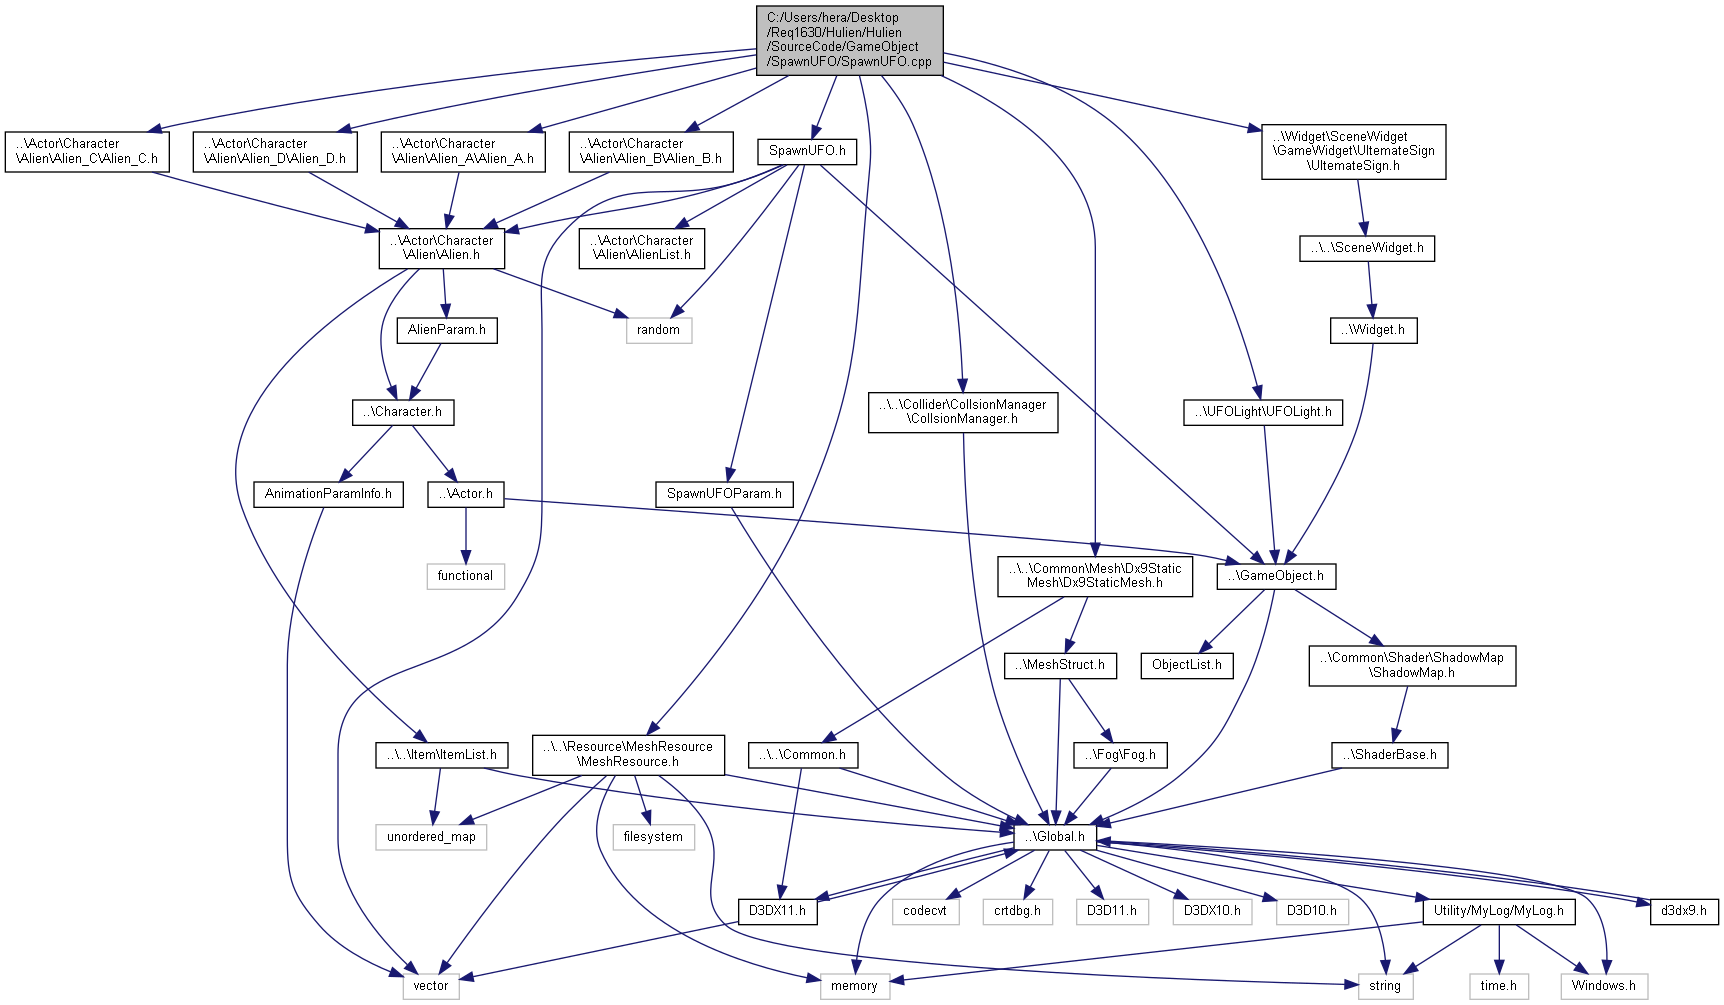 C:/Users/hera/Desktop
/Req1630/Hulien/Hulien
/SourceCode/GameObject
/SpawnUFO/SpawnUFO.cpp
..\Actor\Character
\Alien\Alien_C\Alien_C.h
..\Actor\Character
\Alien\Alien_D\Alien_D.h
..\Actor\Character
\Alien\Alien_A\Alien_A.h
..\Actor\Character
\Alien\Alien_B\Alien_B.h
SpawnUFO.h
..\Widget\SceneWidget
\GameWidget\UltemateSign
\UltemateSign.h
..\Actor\Character
\Alien\Alien.h
..\Actor\Character
\Alien\AlienList.h
..\..\SceneWidget.h
AlienParam.h
random
..\Widget.h
..\Character.h
..\..\Collider\CollsionManager
\CollsionManager.h
..\UFOLight\UFOLight.h
AnimationParamInfo.h
..\Actor.h
SpawnUFOParam.h
functional
..\..\Common\Mesh\Dx9Static
Mesh\Dx9StaticMesh.h
..\GameObject.h
..\MeshStruct.h
ObjectList.h
..\Common\Shader\ShadowMap
\ShadowMap.h
..\..\Item\ItemList.h
..\..\Resource\MeshResource
\MeshResource.h
..\..\Common.h
..\Fog\Fog.h
..\ShaderBase.h
unordered_map
filesystem
..\Global.h
D3DX11.h
codecvt
crtdbg.h
D3D11.h
D3DX10.h
D3D10.h
Utility/MyLog/MyLog.h
d3dx9.h
vector
memory
string
time.h
Windows.h